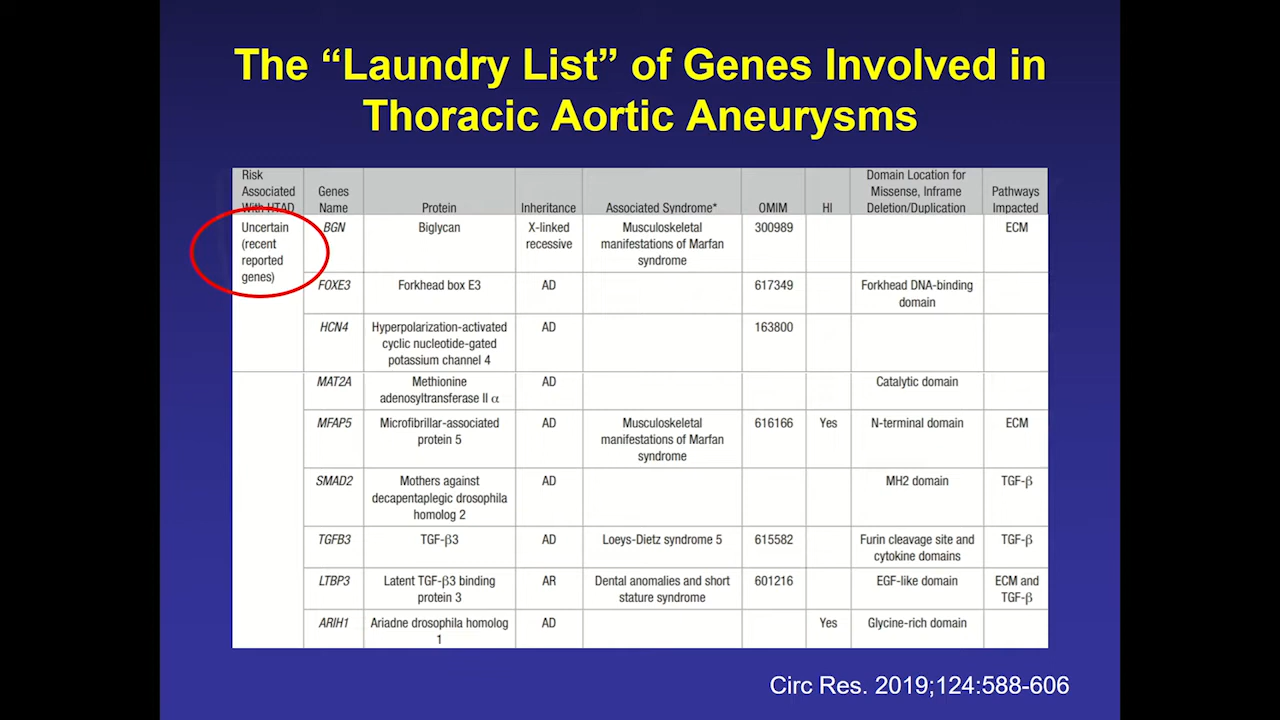 The “Laundry List” of Genes Involved in
Thoracic Aortic Aneurysms
Risk
Associated
With HTAD
Genes
Name
Protein
Inheritance
Associated Syndrome*
OMIM
HI
Domain Location for
Missense, Inframe
Deletion/Duplication
Pathways
Impacted
Uncertain
(recent
reported
genes)
BGN
Biglycan
X-linked
recessive
Musculoskeletal
manifestations of Marfan
syndrome
300989
ECM
FOXE3
Forkhead box E3
AD
617349
Forkhead DNA-binding
domain
HCN4
Hyperpolarization-activated
cyclic nucleotide-gated
potassium channel 4
AD
163800
MAT2A
Methionine
adenosyltransferase II α
AD
Catalytic domain
MFAP5
Microfibrillar-associated
protein 5
AD
Musculoskeletal
manifestations of Marfan
syndrome
616166
Yes
N-terminal domain
ECM
SMAD2
Mothers against
decapentaplegic drosophila
homolog 2
AD
MH2 domain
TGF-β
TGFB3
TGF-β3
AD
Loeys-Dietz syndrome 5
615582
Furin cleavage site and
cytokine domains
TGF-β
LTBP3
Latent TGF-β3 binding
protein 3
AR
Dental anomalies and short
stature syndrome
601216
EGF-like domain
ECM and
TGF-β
ARIH1
Ariadne drosophila homolog
1
AD
Yes
Glycine-rich domain
Circ Res. 2019;124:588-606